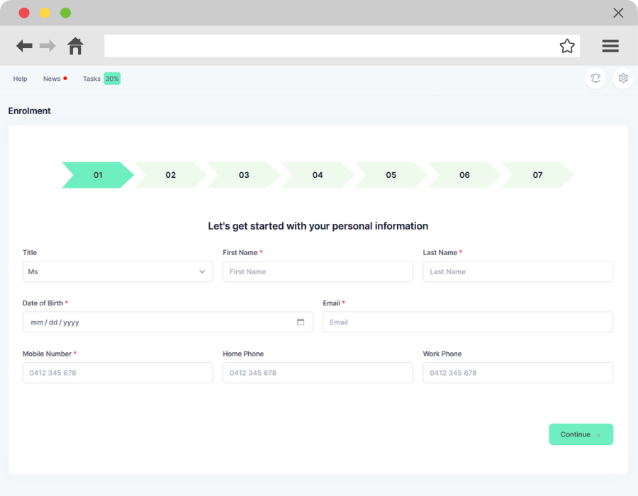 Help News Tasks 20%
Enrolment
01 02 03 04 05 06 07
Let's get started with your personal information
Title First Name * Last Name *
Ms First Name Last Name
Date of Birth * Email *
mm / dd / yyyy Email
Mobile Number * Home Phone Work Phone
0412 345 678 0412 345 678 0412 345 678
Continue